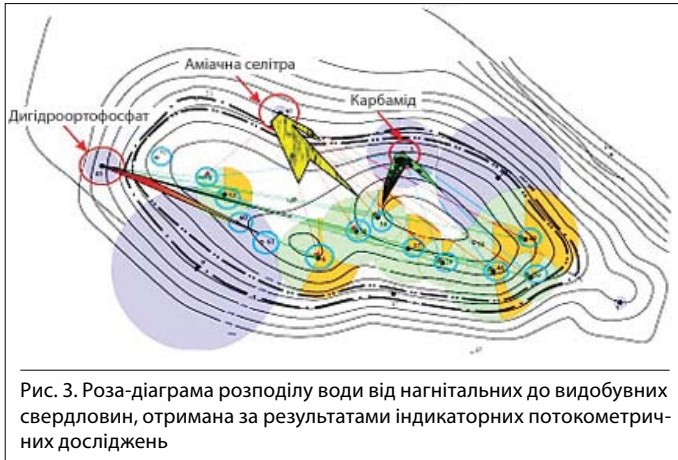 Аміачна селітра
Карбамід
Дигідроортофосфат
Рис. 3. Роза-діаграма розподілу води від нагнітальних до видобувних
свердловин, отримана за результатами індикаторних потокометрич-
них досліджень